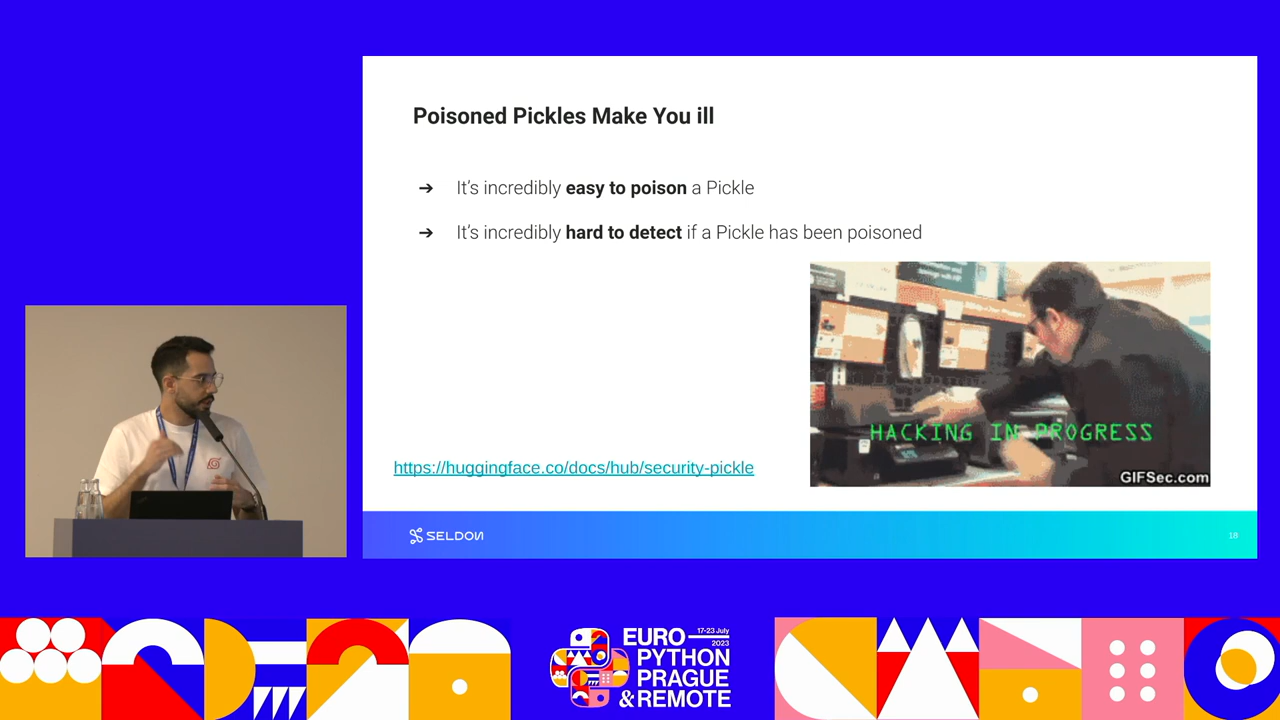 Poisoned Pickles Make You ill
➔ It's incredibly easy to poison a Pickle
➔ It's incredibly hard to detect if a Pickle has been poisoned
HACKING IN PROGRESS
GIFSec.com
https://huggingface.co/docs/hub/security-pickle
SELDON
18
EURO
17-23 July
2023
PYTHON
PRAGUE
& REMOTE